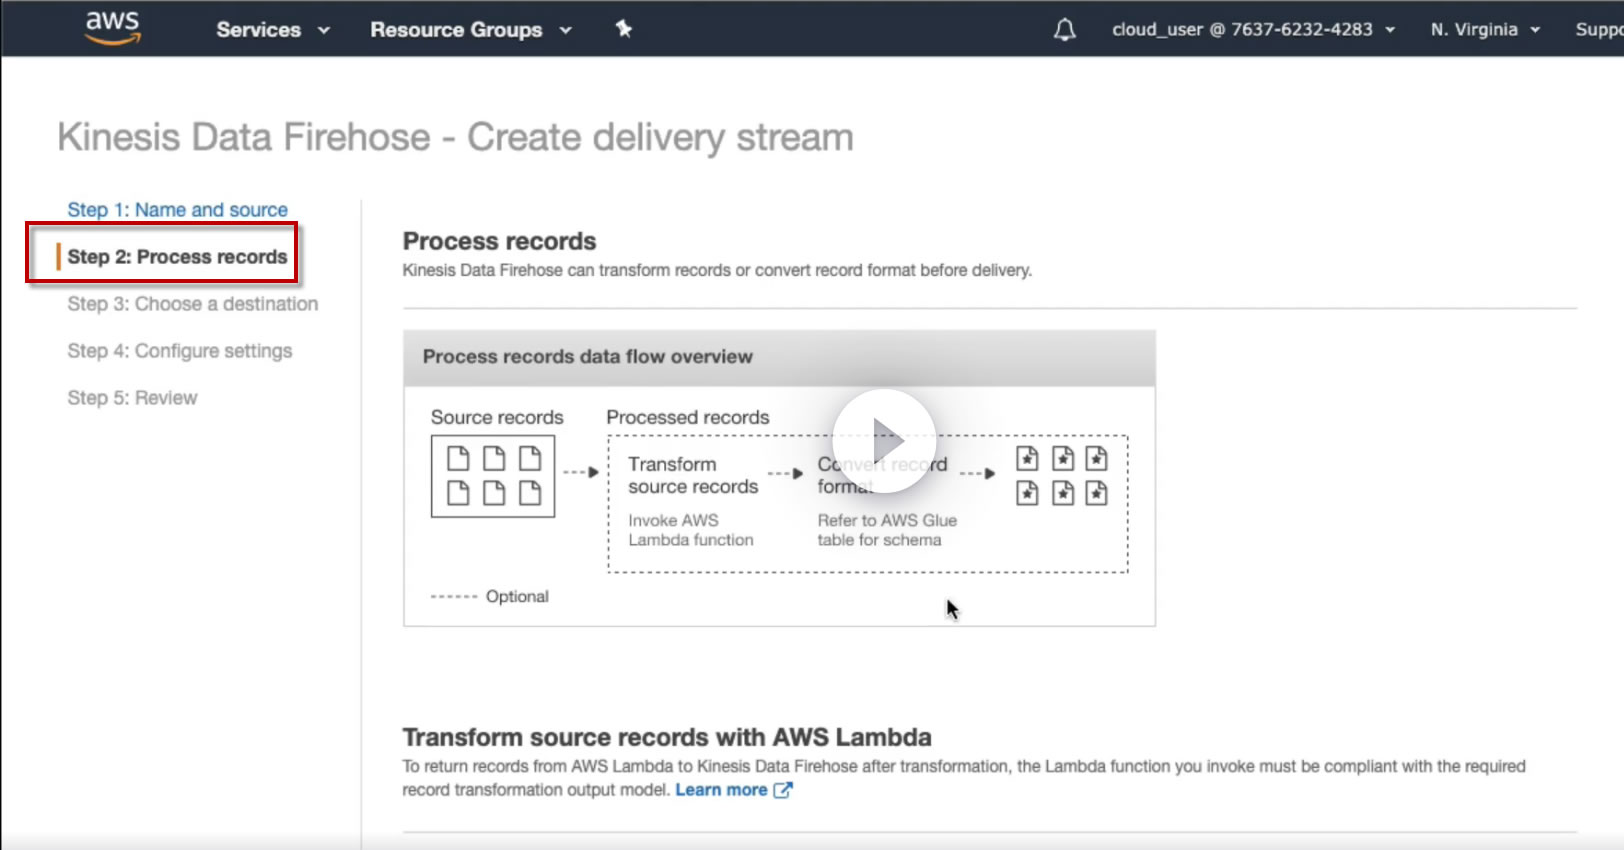 aws Services Resource Groups cloud_user @ 7637-6232-4283 N. Virginia Suppo
Kinesis Data Firehose - Create delivery stream
Step 1: Name and source
Step 2: Process records
Step 3: Choose a destination
Step 4: Configure settings
Step 5: Review
Process records
Kinesis Data Firehose can transform records or convert record format before delivery.
Process records data flow overview
Source records
Processed records
Transform
source records
Invoke AWS
Lambda function
Convert record
format
Refer to AWS Glue
table for schema
Optional
Transform source records with AWS Lambda
To return records from AWS Lambda to Kinesis Data Firehose after transformation, the Lambda function you invoke must be compliant with the required
record transformation output model. Learn more